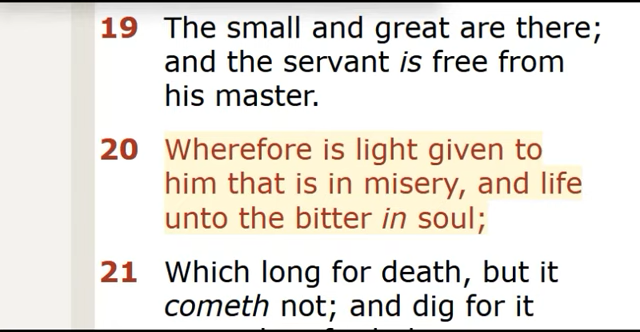 19 The small and great are there;
and the servant is free from
his master.
20 Wherefore is light given to
him that is in misery, and life
unto the bitter in soul;
21 Which long for death, but it
cometh not; and dig for it